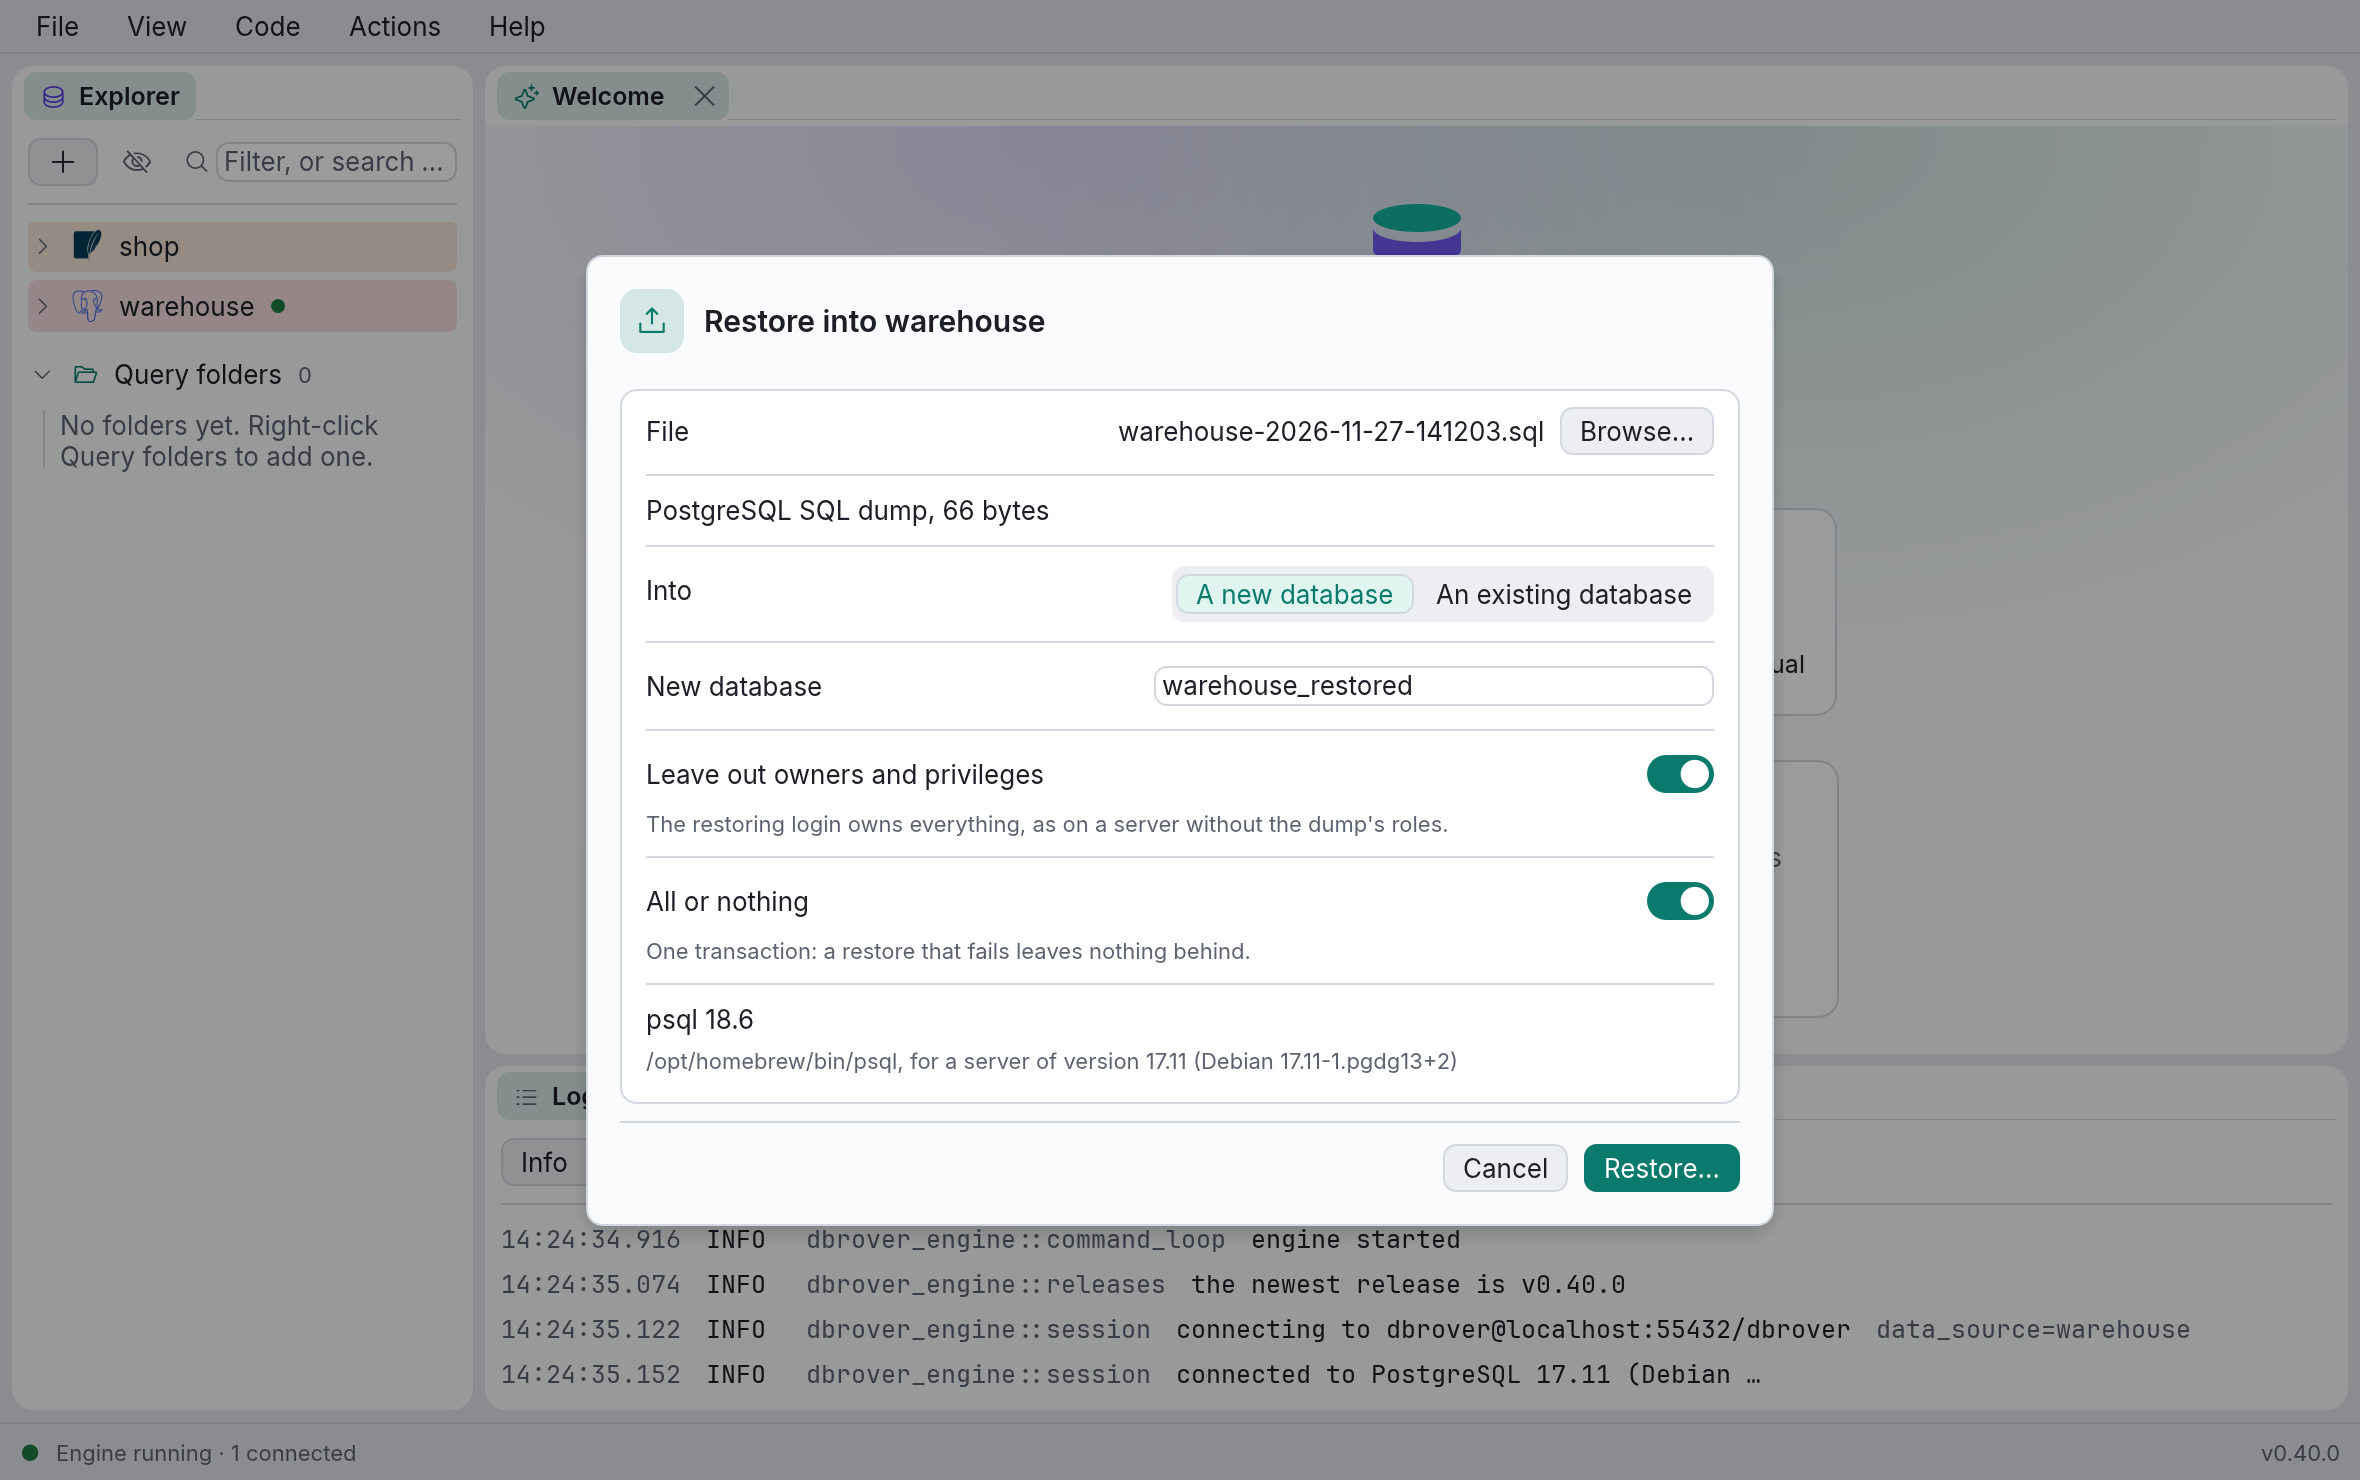 File View Code Actions Help
Explorer
Welcome
Filter, or search ...
shop
warehouse
Query folders 0
No folders yet. Right-click
Query folders to add one.
Restore into warehouse
File warehouse-2026-11-27-141203.sql Browse...
PostgreSQL SQL dump, 66 bytes
Into A new database An existing database
New database warehouse_restored
Leave out owners and privileges
The restoring login owns everything, as on a server without the dump's roles.
All or nothing
One transaction: a restore that fails leaves nothing behind.
psql 18.6
/opt/homebrew/bin/psql, for a server of version 17.11 (Debian 17.11-1.pgdg13+2)
Cancel Restore...
Info
14:24:34.916 INFO dbrover_engine::command_loop engine started
14:24:35.074 INFO dbrover_engine::releases the newest release is v0.40.0
14:24:35.122 INFO dbrover_engine::session connecting to dbrover@localhost:55432/dbrover data_source=warehouse
14:24:35.152 INFO dbrover_engine::session connected to PostgreSQL 17.11 (Debian …
Engine running · 1 connected
v0.40.0